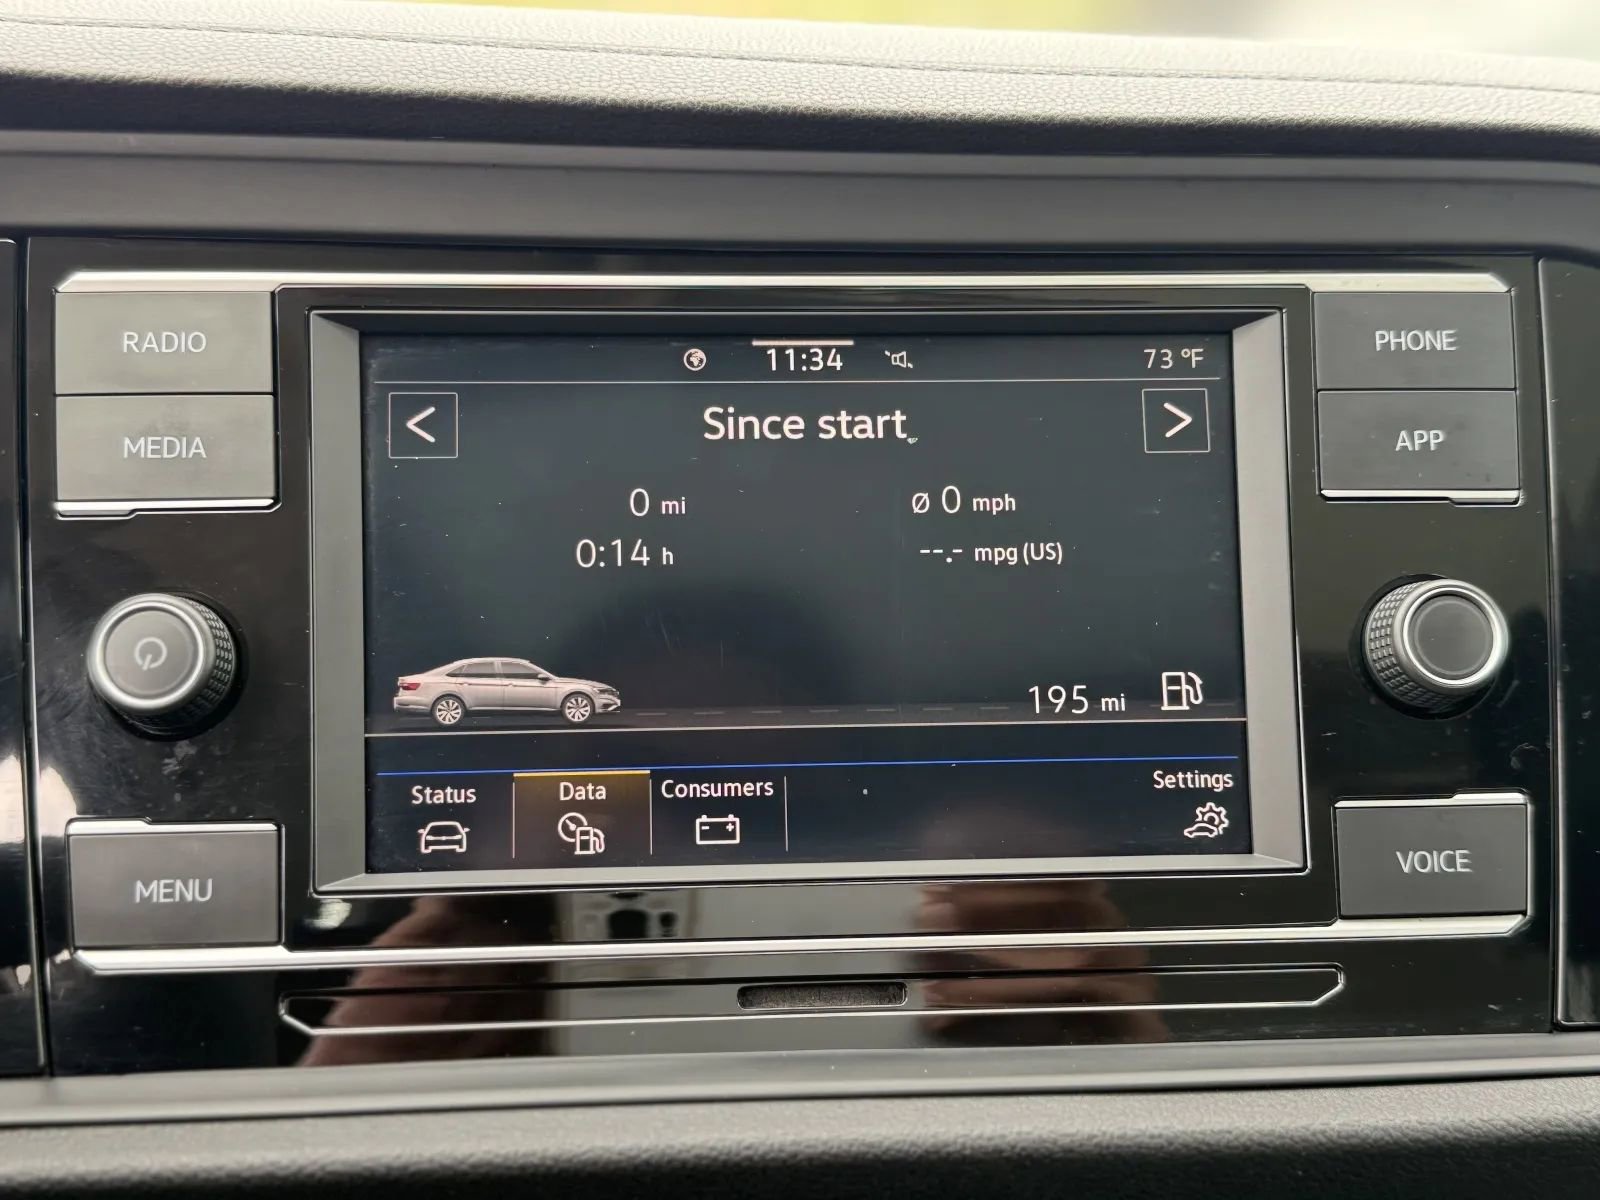 RADIO
MEDIA
MENU
11:34
73 °F
<
Since start
>
0 mi
Ø 0 mph
0:14 h
--.- mpg (US)
195 mi
Status
Data
Consumers
Settings
PHONE
APP
VOICE